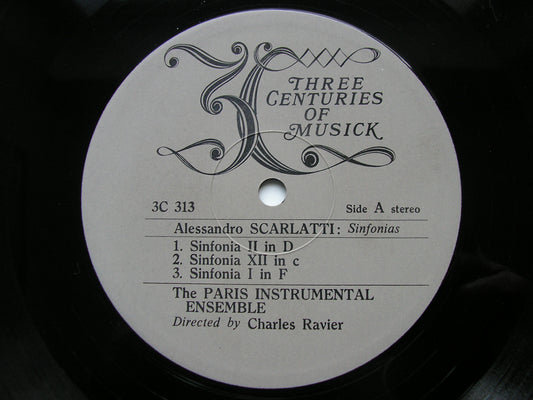 3C
THREE
CENTURIES
OF
MUSICK
3C 313
Side A stereo
Alessandro SCARLATTI: Sinfonias
1. Sinfonia II in D
2. Sinfonia XII in c
3. Sinfonia I in F
The PARIS INSTRUMENTAL
ENSEMBLE
Directed by Charles Ravier